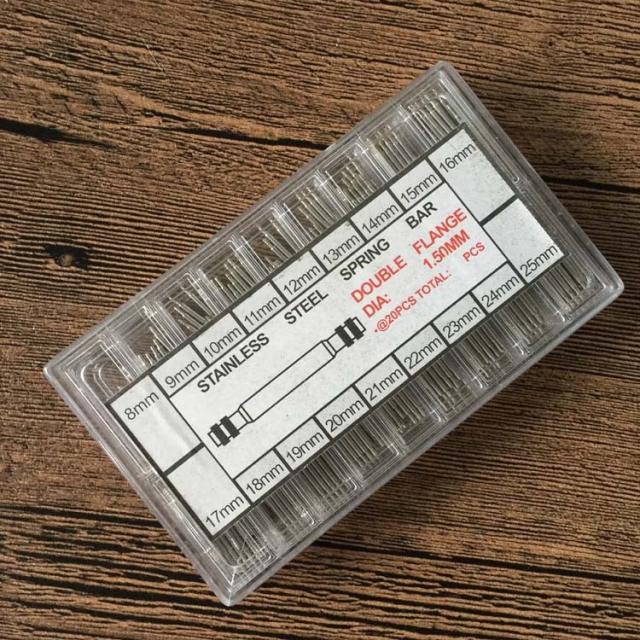 8mm 9mm 10mm 11mm 12mm 13mm 14mm 15mm 16mm
STAINLESS STEEL SPRING BAR
DOUBLE FLANGE
DIA: 1.50MM
.@20PCS TOTAL: PCS
17mm 18mm 19mm 20mm 21mm 22mm 23mm 24mm 25mm